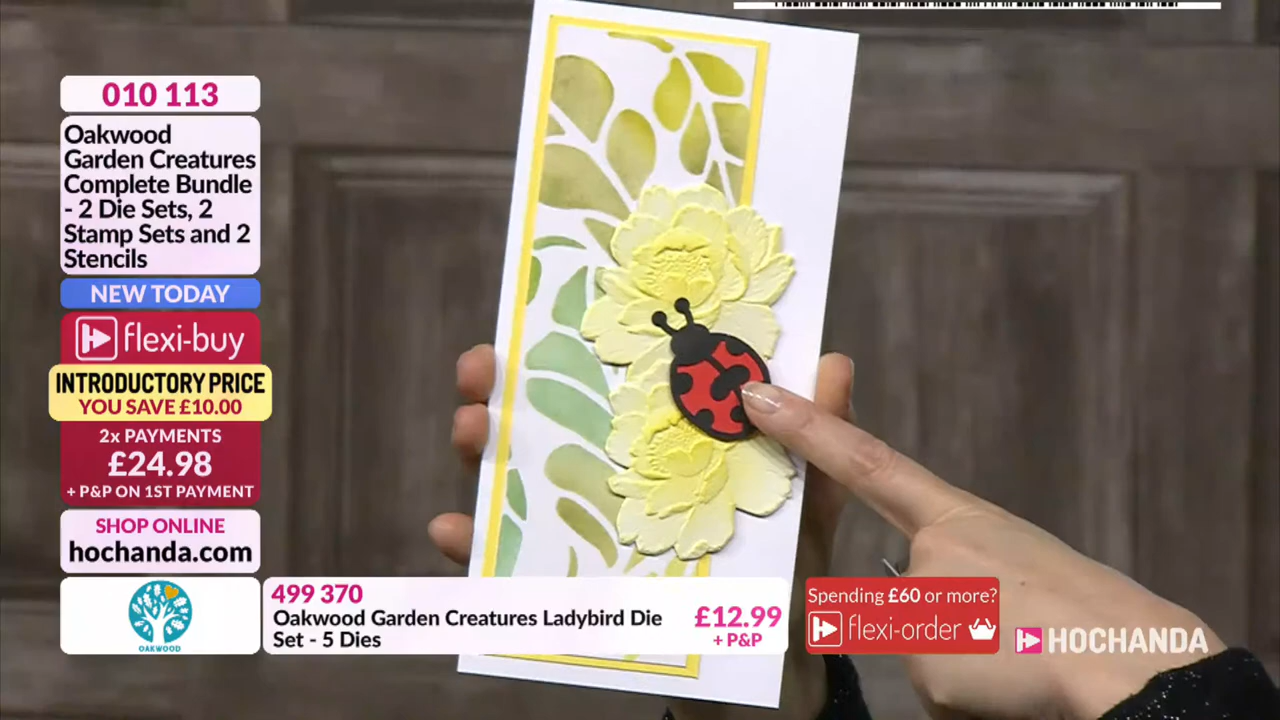 010 113
Oakwood
Garden Creatures
Complete Bundle
- 2 Die Sets, 2
Stamp Sets and 2
Stencils
NEW TODAY
flexi-buy
INTRODUCTORY PRICE
YOU SAVE £10.00
2x PAYMENTS
£24.98
+ P&P ON 1ST PAYMENT
SHOP ONLINE
hochanda.com
OAKWOOD
499 370
Oakwood Garden Creatures Ladybird Die
Set - 5 Dies
£12.99
+ P&P
Spending £60 or more?
flexi-order
HOCHANDA